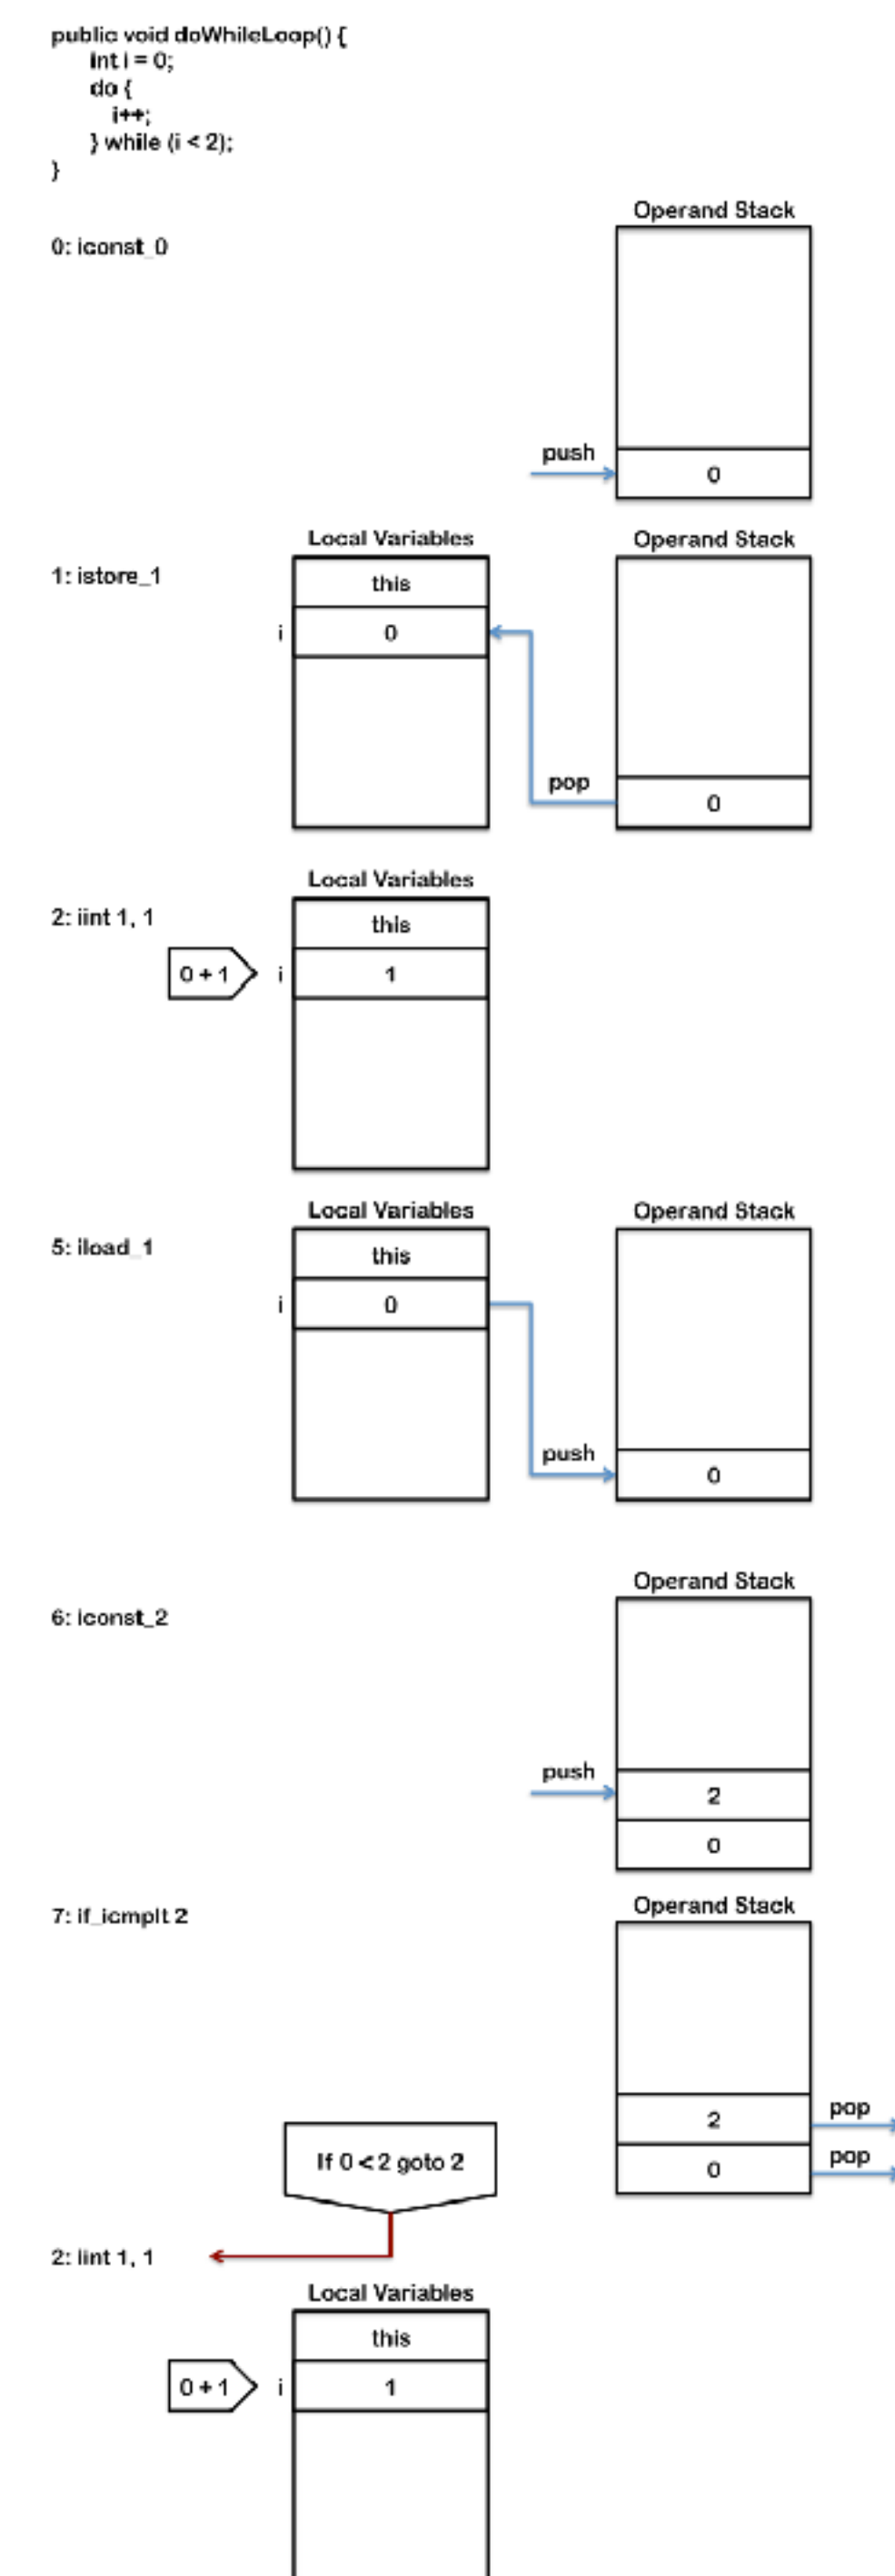 public void doWhileLoop() {
int i = 0;
do {
i++;
} while (i < 2);
}
Operand Stack
0: iconst_0
push
0
Local Variables
Operand Stack
1: istore_1
this
i
0
pop
0
Local Variables
2: iint 1, 1
this
0 + 1
i
1
Local Variables
Operand Stack
5: iload_1
this
i
0
push
0
Operand Stack
6: iconst_2
push
2
0
Operand Stack
7: if_icmplt 2
2
pop
If 0 < 2 goto 2
0
pop
2: iint 1, 1
Local Variables
this
0 + 1
i
1